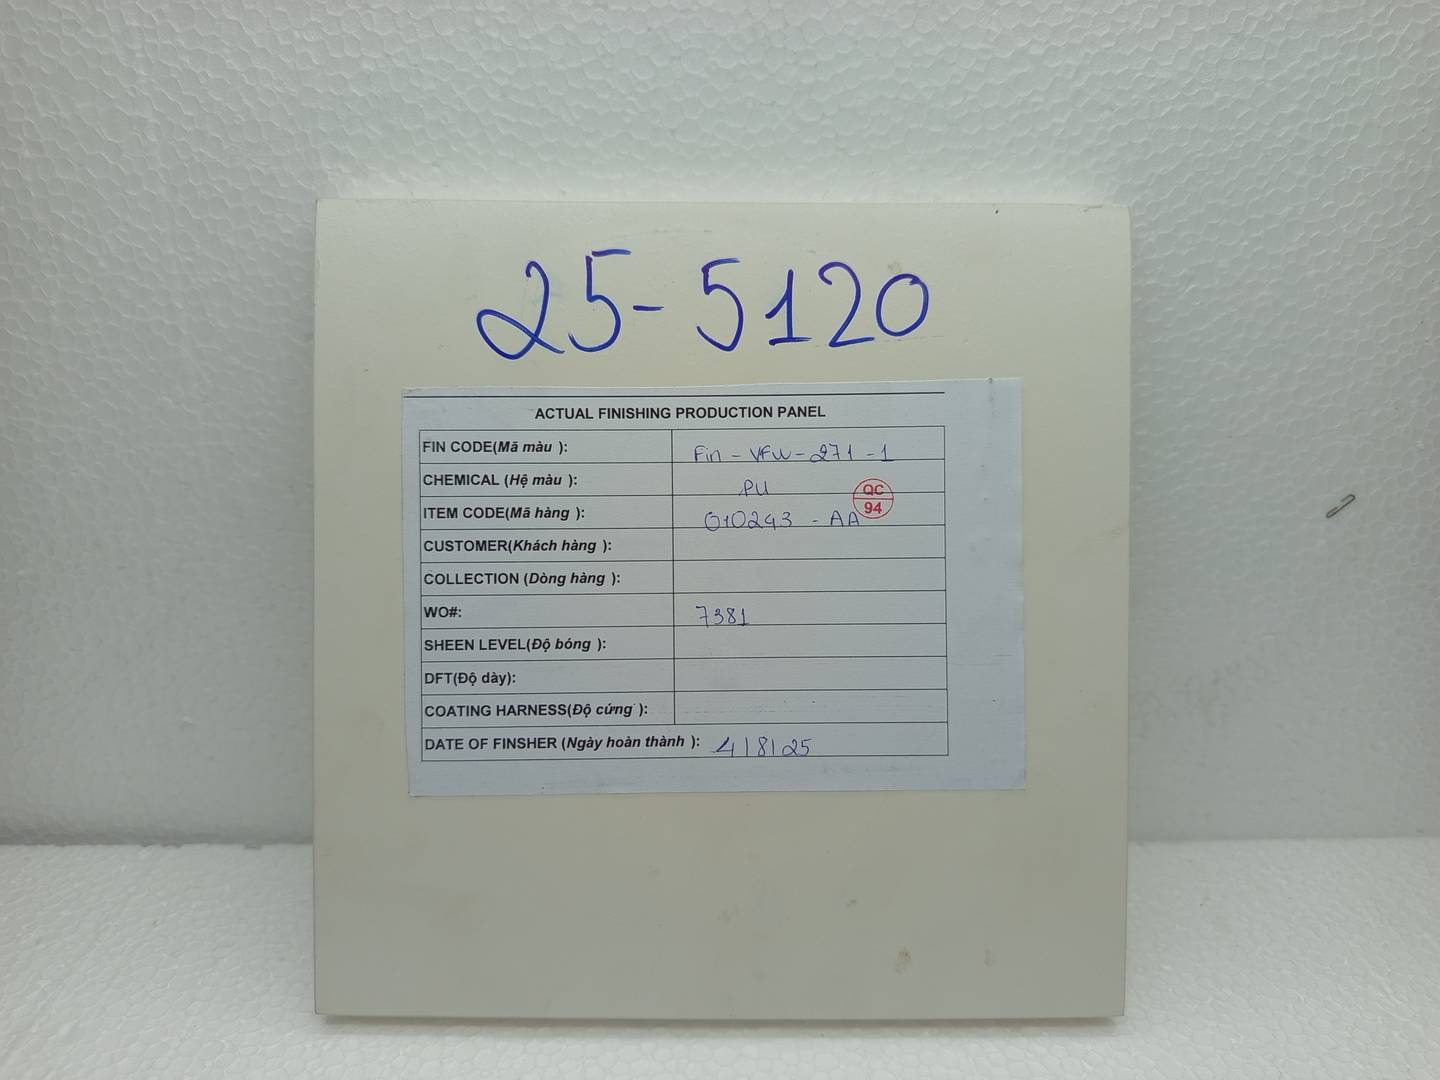 25-5120
ACTUAL FINISHING PRODUCTION PANEL
FIN CODE(Mã màu ): Fin - VFW - 271 - 1
CHEMICAL (Hệ màu ): PU
QC
94
ITEM CODE(Mã hàng ): 010243 - AA
CUSTOMER(Khách hàng ):
COLLECTION (Dòng hàng ):
WO#: 7381
SHEEN LEVEL(Độ bóng ):
DFT(Độ dày):
COATING HARNESS(Độ cứng ):
DATE OF FINSHER (Ngày hoàn thành ): 4/8/25